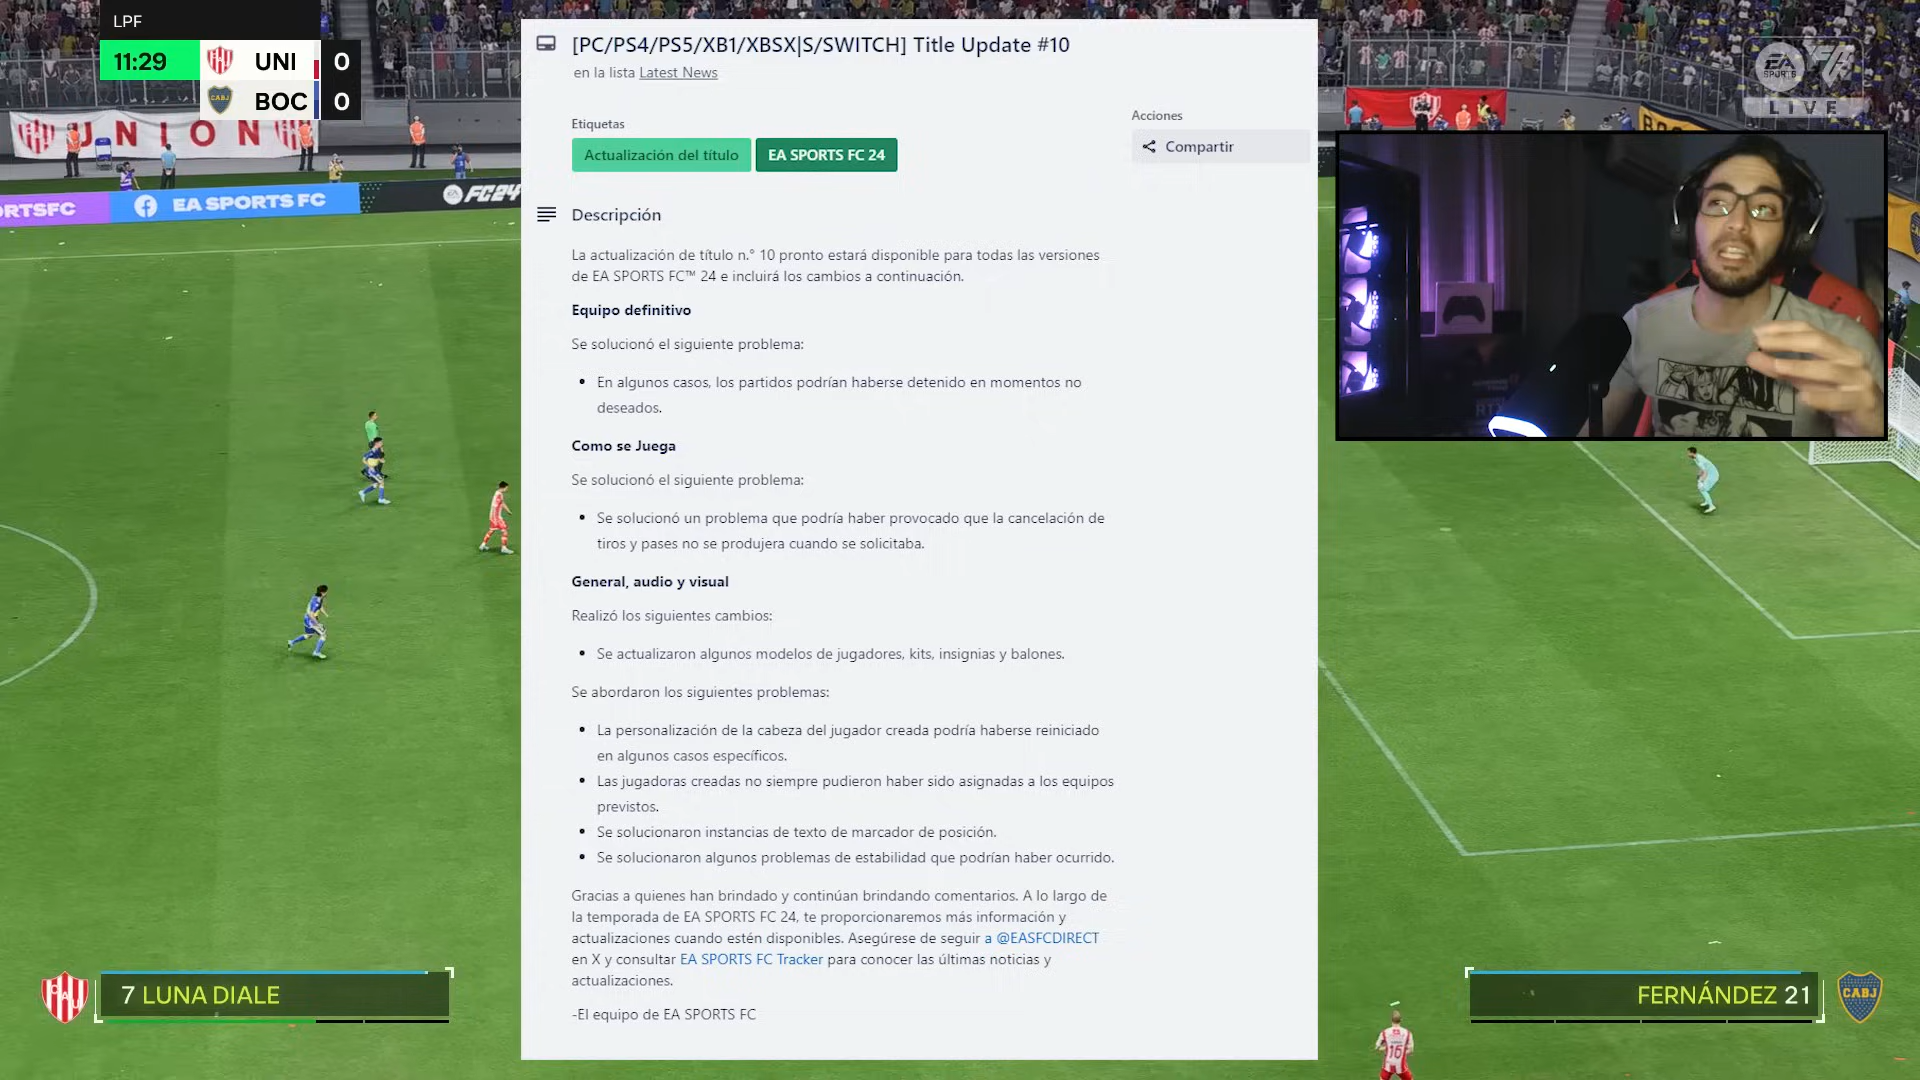 LPF
11:29
UNI 0
BOC 0
UNION
ORTSFC
EA SPORTS FC
FC24
[PC/PS4/PS5/XB1/XBSX|S/SWITCH] Title Update #10
en la lista Latest News
Etiquetas
Actualización del título
EA SPORTS FC 24
Acciones
Compartir
Descripción
La actualización de título n.° 10 pronto estará disponible para todas las versiones
de EA SPORTS FC™ 24 e incluirá los cambios a continuación.
Equipo definitivo
Se solucionó el siguiente problema:
En algunos casos, los partidos podrían haberse detenido en momentos no
deseados.
Como se Juega
Se solucionó el siguiente problema:
Se solucionó un problema que podría haber provocado que la cancelación de
tiros y pases no se produjera cuando se solicitaba.
General, audio y visual
Realizó los siguientes cambios:
Se actualizaron algunos modelos de jugadores, kits, insignias y balones.
Se abordaron los siguientes problemas:
La personalización de la cabeza del jugador creada podría haberse reiniciado
en algunos casos específicos.
Las jugadoras creadas no siempre pudieron haber sido asignadas a los equipos
previstos.
Se solucionaron instancias de texto de marcador de posición.
Se solucionaron algunos problemas de estabilidad que podrían haber ocurrido.
Gracias a quienes han brindado y continúan brindando comentarios. A lo largo de
la temporada de EA SPORTS FC 24, te proporcionaremos más información y
actualizaciones cuando estén disponibles. Asegúrese de seguir a @EASFCDIRECT
en X y consultar EA SPORTS FC Tracker para conocer las últimas noticias y
actualizaciones.
-El equipo de EA SPORTS FC
EA SPORTS
LIVE
7 LUNA DIALE
FERNÁNDEZ 21
CABJ
16